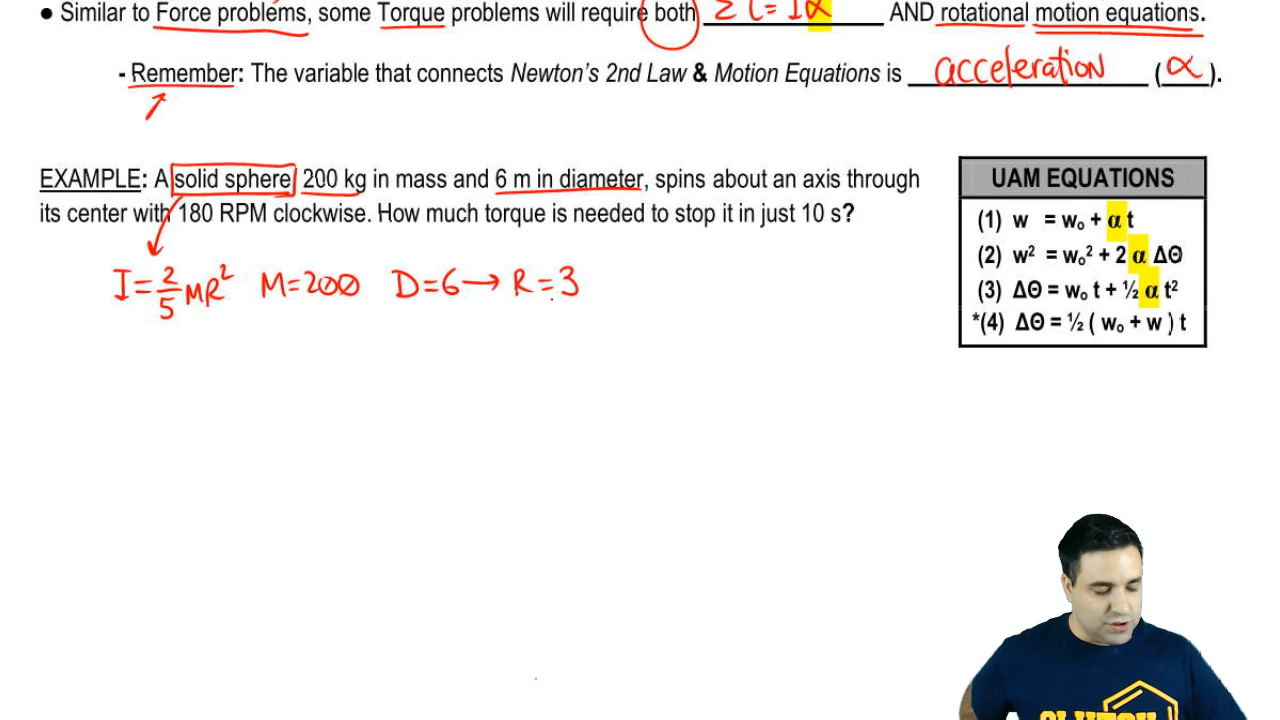 ● Similar to Force problems, some Torque problems will require both Σ τ = I α AND rotational motion equations.
- Remember: The variable that connects Newton's 2nd Law & Motion Equations is acceleration (α).
EXAMPLE: A solid sphere 200 kg in mass and 6 m in diameter, spins about an axis through
its center with 180 RPM clockwise. How much torque is needed to stop it in just 10 s?
I = 2/5 MR² M = 200 D = 6 → R = 3
UAM EQUATIONS
(1) w = w₀ + α t
(2) w² = w₀² + 2 α ΔΘ
(3) ΔΘ = w₀ t + ½ α t²
*(4) ΔΘ = ½ ( w₀ + w ) t
CLUTCH